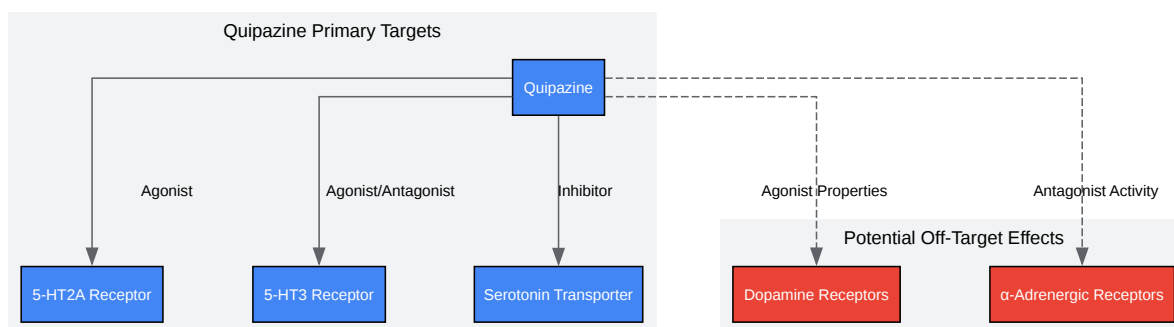 Quipazine Primary Targets
Quipazine
Agonist
Agonist/Antagonist
Inhibitor
Agonist Properties
Antagonist Activity
Potential Off-Target Effects
5-HT2A Receptor
5-HT3 Receptor
Serotonin Transporter
Dopamine Receptors
α-Adrenergic Receptors